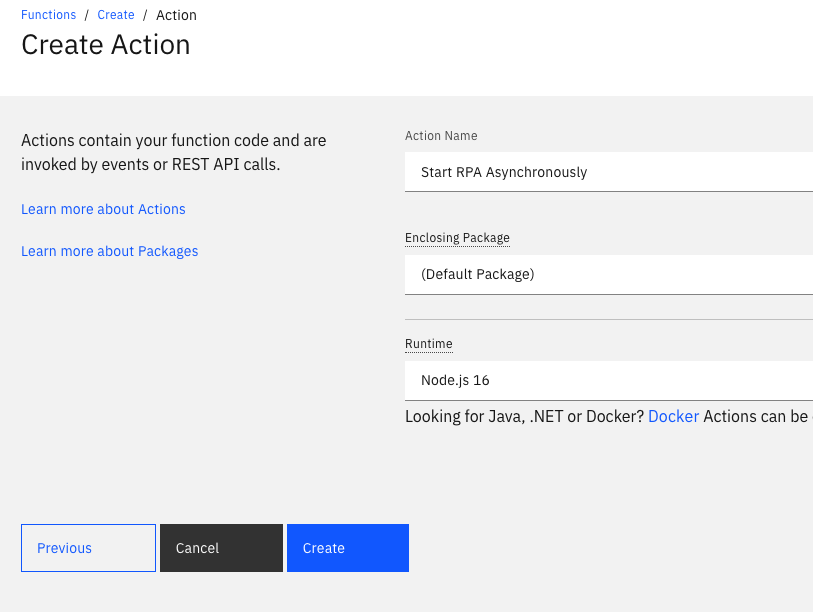 Functions / Create / Action
Create Action
Actions contain your function code and are
invoked by events or REST API calls.
Learn more about Actions
Learn more about Packages
Action Name
Start RPA Asynchronously
Enclosing Package
(Default Package)
Runtime
Node.js 16
Looking for Java, .NET or Docker? Docker Actions can be
Previous
Cancel
Create